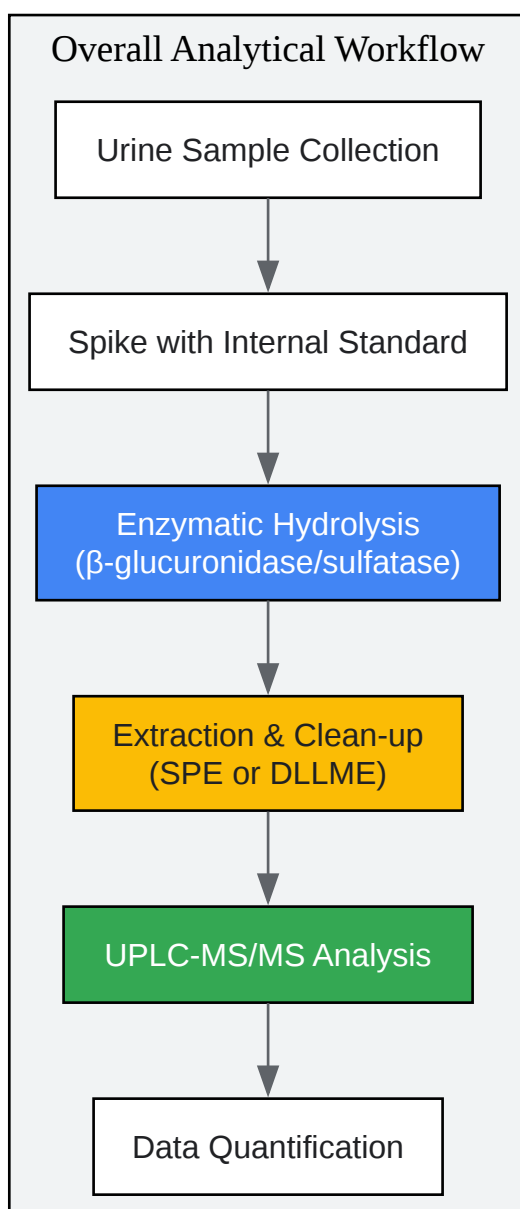 Overall Analytical Workflow
Urine Sample Collection
Spike with Internal Standard
Enzymatic Hydrolysis
(β-glucuronidase/sulfatase)
Extraction & Clean-up
(SPE or DLLME)
UPLC-MS/MS Analysis
Data Quantification